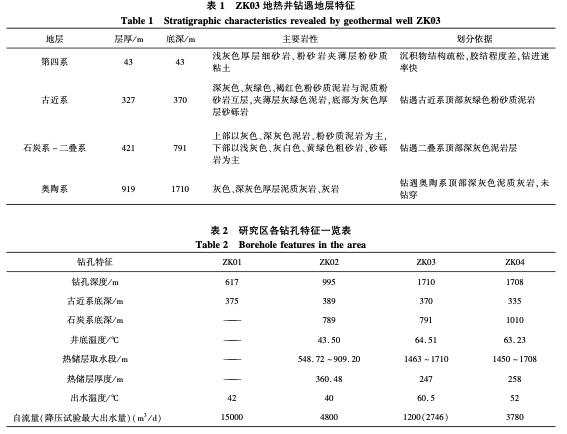 表 1 ZK03 地热井钻遇地层特征
Table 1 Stratigraphic characteristics revealed by geothermal well ZK03
地层 层厚/m 底深/m 主要岩性 划分依据
第四系 43 43 浅灰色厚层细砂岩、粉砂岩夹薄层粉砂质粘土 沉积物结构疏松,胶结程度差,钻进速率快
古近系 327 370 深灰色、灰绿色、褐红色粉砂质泥岩与泥质粉砂岩互层,夹薄层灰绿色泥岩,底部为灰色厚层砂砾岩 钻遇古近系顶部灰绿色粉砂质泥岩
石炭系－二叠系 421 791 上部以灰色、深灰色泥岩、粉砂质泥岩为主,下部以浅灰色、灰白色、黄绿色粗砂岩、砂砾岩为主 钻遇二叠系顶部深灰色泥岩层
奥陶系 919 1710 灰色、深灰色厚层泥质灰岩、灰岩 钻遇奥陶系顶部深灰色泥质灰岩,未钻穿
表 2 研究区各钻孔特征一览表
Table 2 Borehole features in the area
钻孔特征 ZK01 ZK02 ZK03 ZK04
钻孔深度/m 617 995 1710 1708
古近系底深/m 375 389 370 335
石炭系底深/m —— 789 791 1010
井底温度/℃ —— 43.50 64.51 63.23
热储层取水段/m —— 548.72～909.20 1463～1710 1450～1708
热储层厚度/m —— 360.48 247 258
出水温度/℃ 42 40 60.5 52
自流量(降压试验最大出水量)(m³/d) 15000 4800 1200(2746) 3780